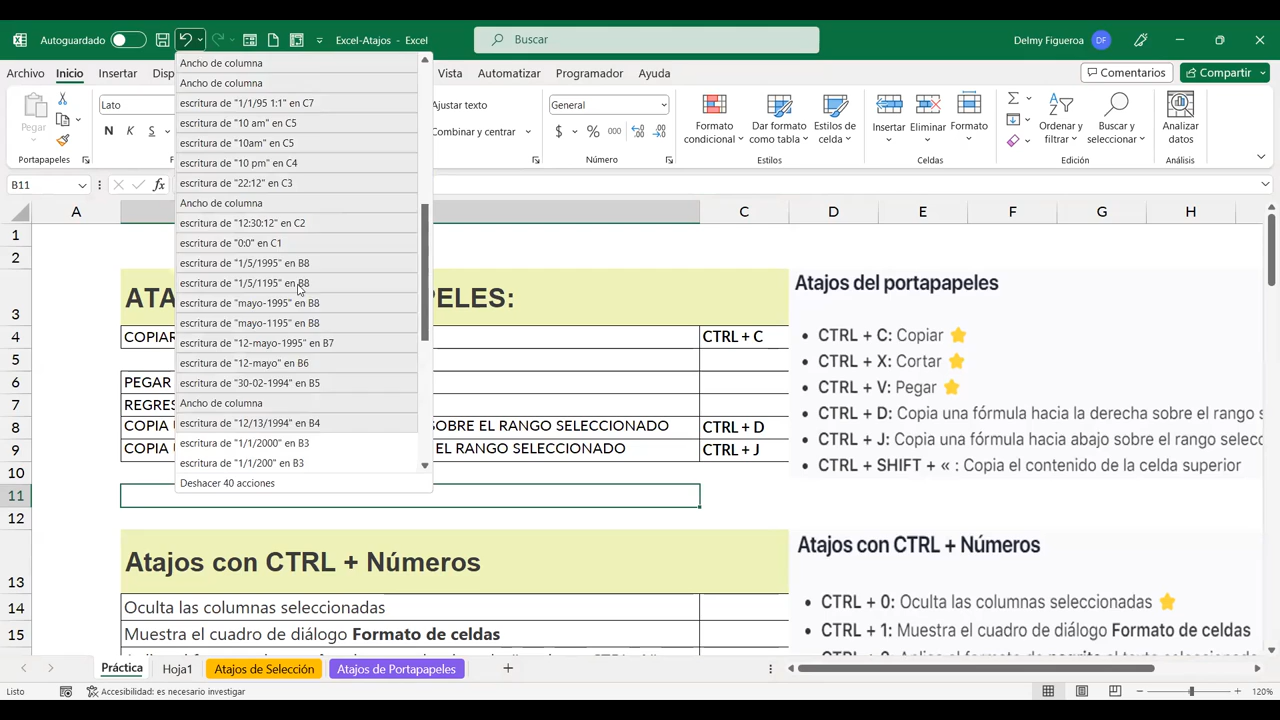 Autoguardado
Excel-Atajos - Excel
Buscar
Delmy Figueroa
DF
Archivo
Inicio
Insertar
Disp
Vista
Automatizar
Programador
Ayuda
Comentarios
Compartir
Pegar
Portapapeles
Lato
N K S
Ajustar texto
Combinar y centrar
General
$ % 000
Número
Formato condicional
Dar formato como tabla
Estilos de celda
Estilos
Insertar
Eliminar
Formato
Celdas
Ordenar y filtrar
Buscar y seleccionar
Edición
Analizar datos
Análisis
Ancho de columna
Ancho de columna
escritura de "1/1/95 1:1" en C7
escritura de "10 am" en C5
escritura de "10am" en C5
escritura de "10 pm" en C4
escritura de "22:12" en C3
Ancho de columna
escritura de "12:30:12" en C2
escritura de "0:0" en C1
escritura de "1/5/1995" en B8
escritura de "1/5/1195" en B8
escritura de "mayo-1995" en B8
escritura de "mayo-1195" en B8
escritura de "12-mayo-1995" en B7
escritura de "12-mayo" en B6
escritura de "30-02-1994" en B5
Ancho de columna
escritura de "12/13/1994" en B4
escritura de "1/1/2000" en B3
escritura de "1/1/200" en B3
Deshacer 40 acciones
B11
fx
A C D E F G H
1
2
3 ATA PELES:
4 COPIAR CTRL + C
5
6 PEGAR
7 REGRES
8 COPIA U SOBRE EL RANGO SELECCIONADO CTRL + D
9 COPIA U EL RANGO SELECCIONADO CTRL + J
10
11
12
13 Atajos con CTRL + Números
14 Oculta las columnas seleccionadas
15 Muestra el cuadro de diálogo Formato de celdas
Atajos del portapapeles
• CTRL + C: Copiar
• CTRL + X: Cortar
• CTRL + V: Pegar
• CTRL + D: Copia una fórmula hacia la derecha sobre el rango s
• CTRL + J: Copia una fórmula hacia abajo sobre el rango selecc
• CTRL + SHIFT + « : Copia el contenido de la celda superior
Atajos con CTRL + Números
• CTRL + 0: Oculta las columnas seleccionadas
• CTRL + 1: Muestra el cuadro de diálogo Formato de celdas
Práctica
Hoja1
Atajos de Selección
Atajos de Portapapeles
Listo
Accesibilidad: es necesario investigar
120%